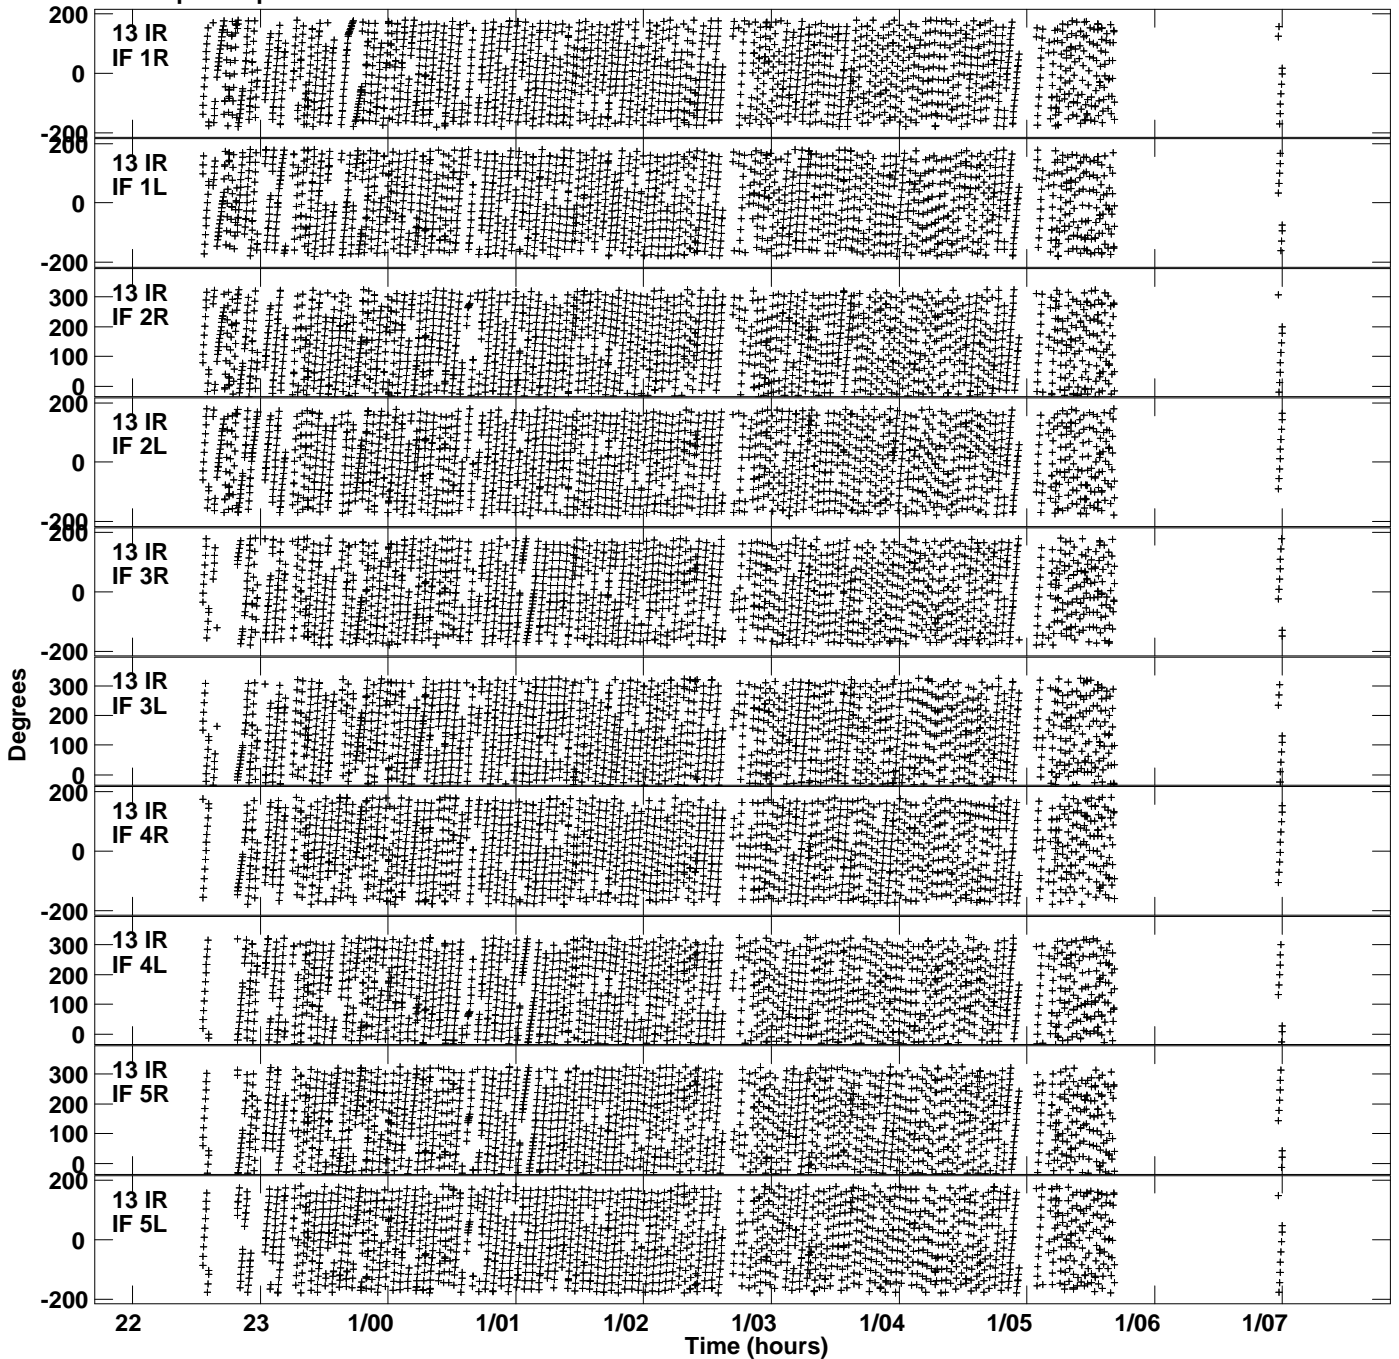 200
13 IR
IF 1R
0
-200
200
13 IR
IF 1L
0
-200
13 IR
300
IF 2R
200
100
0
200
13 IR
IF 2L
0
-200
200
13 IR
IF 3R
0
-200
13 IR
300
IF 3L
200
100
0
200
13 IR
IF 4R
0
-200
13 IR
300
IF 4L
200
100
0
13 IR
300
IF 5R
200
100
0
200
13 IR
IF 5L
0
-200
Degrees
22 23 1/00 1/01 1/02 1/03 1/04 1/05 1/06 1/07
Time (hours)